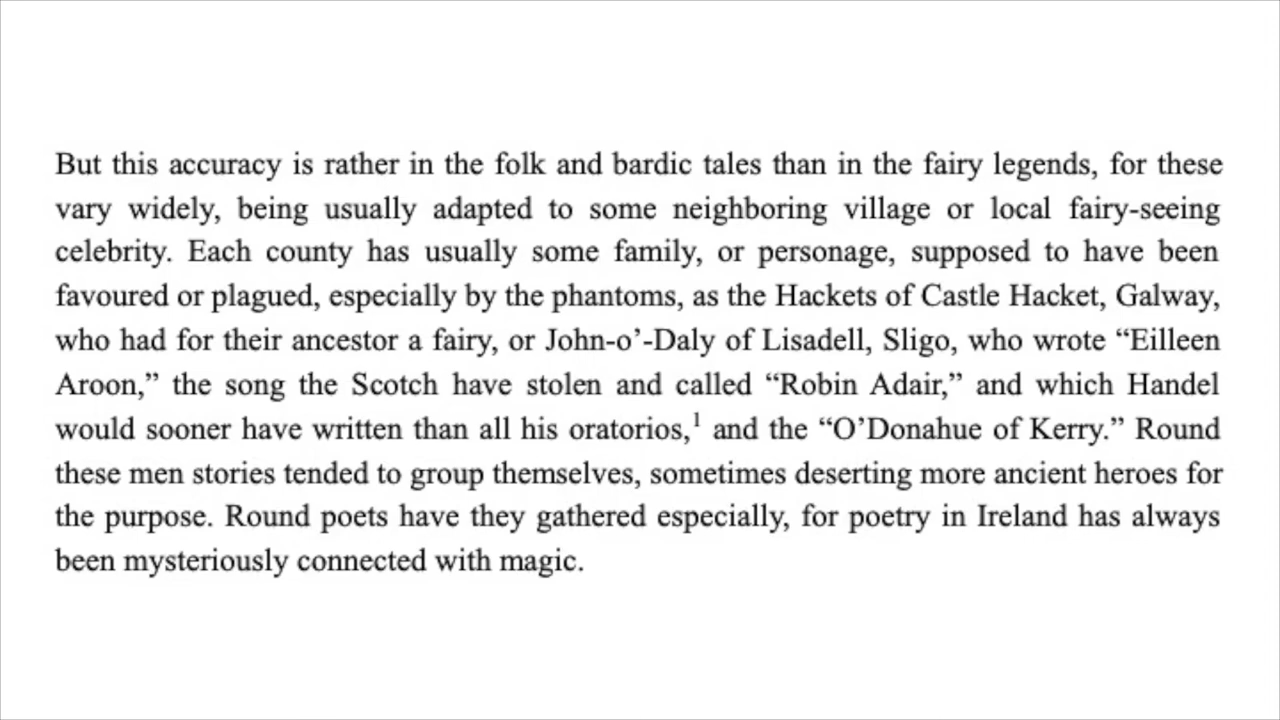 But this accuracy is rather in the folk and bardic tales than in the fairy legends, for these
vary widely, being usually adapted to some neighboring village or local fairy-seeing
celebrity. Each county has usually some family, or personage, supposed to have been
favoured or plagued, especially by the phantoms, as the Hackets of Castle Hacket, Galway,
who had for their ancestor a fairy, or John-o’-Daly of Lisadell, Sligo, who wrote “Eilleen
Aroon,” the song the Scotch have stolen and called “Robin Adair,” and which Handel
would sooner have written than all his oratorios,¹ and the “O’Donahue of Kerry.” Round
these men stories tended to group themselves, sometimes deserting more ancient heroes for
the purpose. Round poets have they gathered especially, for poetry in Ireland has always
been mysteriously connected with magic.